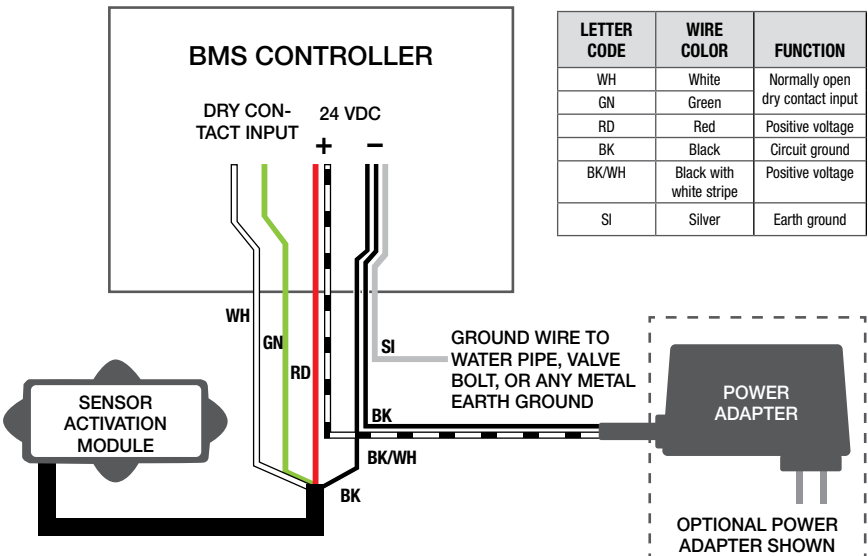 BMS CONTROLLER
DRY CON-
TACT INPUT
24 VDC
+ −
WH
GN
RD
SI
BK
BK/WH
BK
GROUND WIRE TO
WATER PIPE, VALVE
BOLT, OR ANY METAL
EARTH GROUND
SENSOR
ACTIVATION
MODULE
POWER
ADAPTER
OPTIONAL POWER
ADAPTER SHOWN
LETTER CODE WIRE COLOR FUNCTION
WH White Normally open
GN Green dry contact input
RD Red Positive voltage
BK Black Circuit ground
BK/WH Black with Positive voltage
white stripe
SI Silver Earth ground